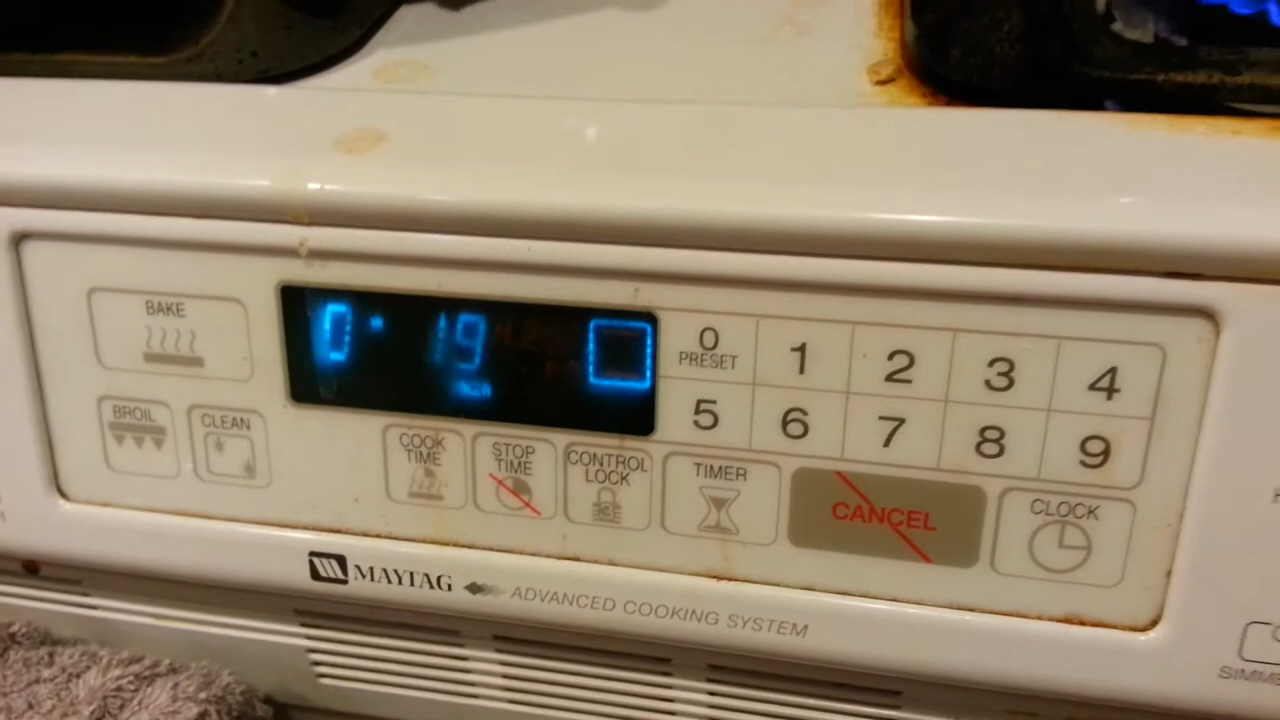 BAKE
BROIL
CLEAN
0 19
COOK
TIME
STOP
TIME
CONTROL
LOCK
TIMER
CANCEL
CLOCK
0
PRESET
1
2
3
4
5
6
7
8
9
MAYTAG ADVANCED COOKING SYSTEM